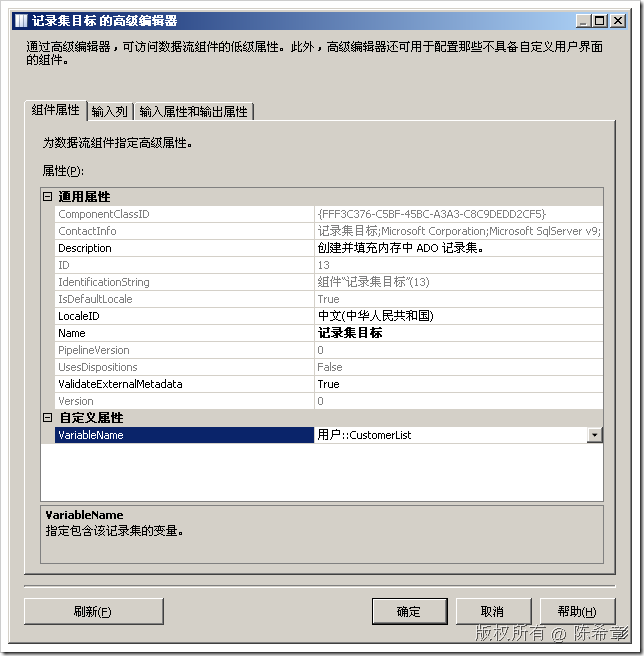 记录集目标 的高级编辑器
通过高级编辑器，可访问数据流组件的低级属性。此外，高级编辑器还可用于配置那些不具备自定义用户界面
的组件。
组件属性 输入列 输入属性和输出属性
为数据流组件指定高级属性。
属性(P):
通用属性
ComponentClassID {FFF3C376-C5BF-45BC-A3A3-C8C9DEDD2CF5}
ContactInfo 记录集目标;Microsoft Corporation;Microsoft SqlServer v9;
Description 创建并填充内存中 ADO 记录集。
ID 13
IdentificationString 组件“记录集目标”(13)
IsDefaultLocale True
LocaleID 中文(中华人民共和国)
Name 记录集目标
PipelineVersion 0
UsesDispositions False
ValidateExternalMetadata True
Version 0
自定义属性
VariableName 用户::CustomerList
VariableName
指定包含该记录集的变量。
刷新(F) 确定 取消 帮助(H)
版权所有 @ 陈希章